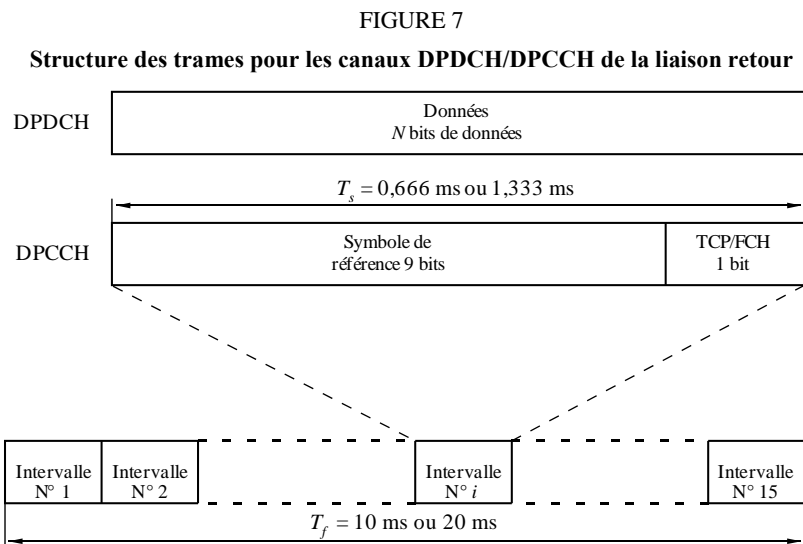 FIGURE 7
Structure des trames pour les canaux DPDCH/DPCCH de la liaison retour
DPDCH
Données
N bits de données
T_s = 0,666 ms ou 1,333 ms
DPCCH
Symbole de
référence 9 bits
TCP/FCH
1 bit
Intervalle
N° 1
Intervalle
N° 2
Intervalle
N° i
Intervalle
N° 15
T_f = 10 ms ou 20 ms